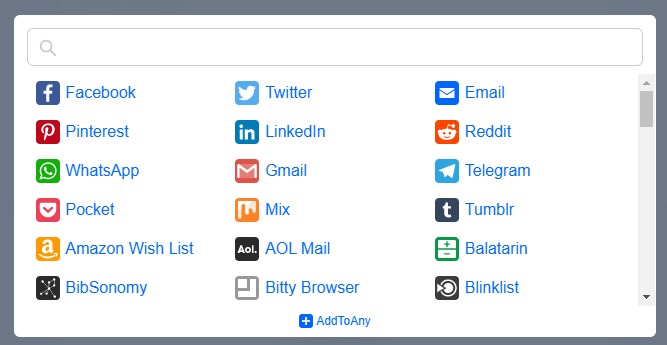 Facebook Twitter Email
Pinterest LinkedIn Reddit
WhatsApp Gmail Telegram
Pocket Mix Tumblr
Amazon Wish List Aol. AOL Mail Balatarin
BibSonomy Bitty Browser Blinklist
AddToAny